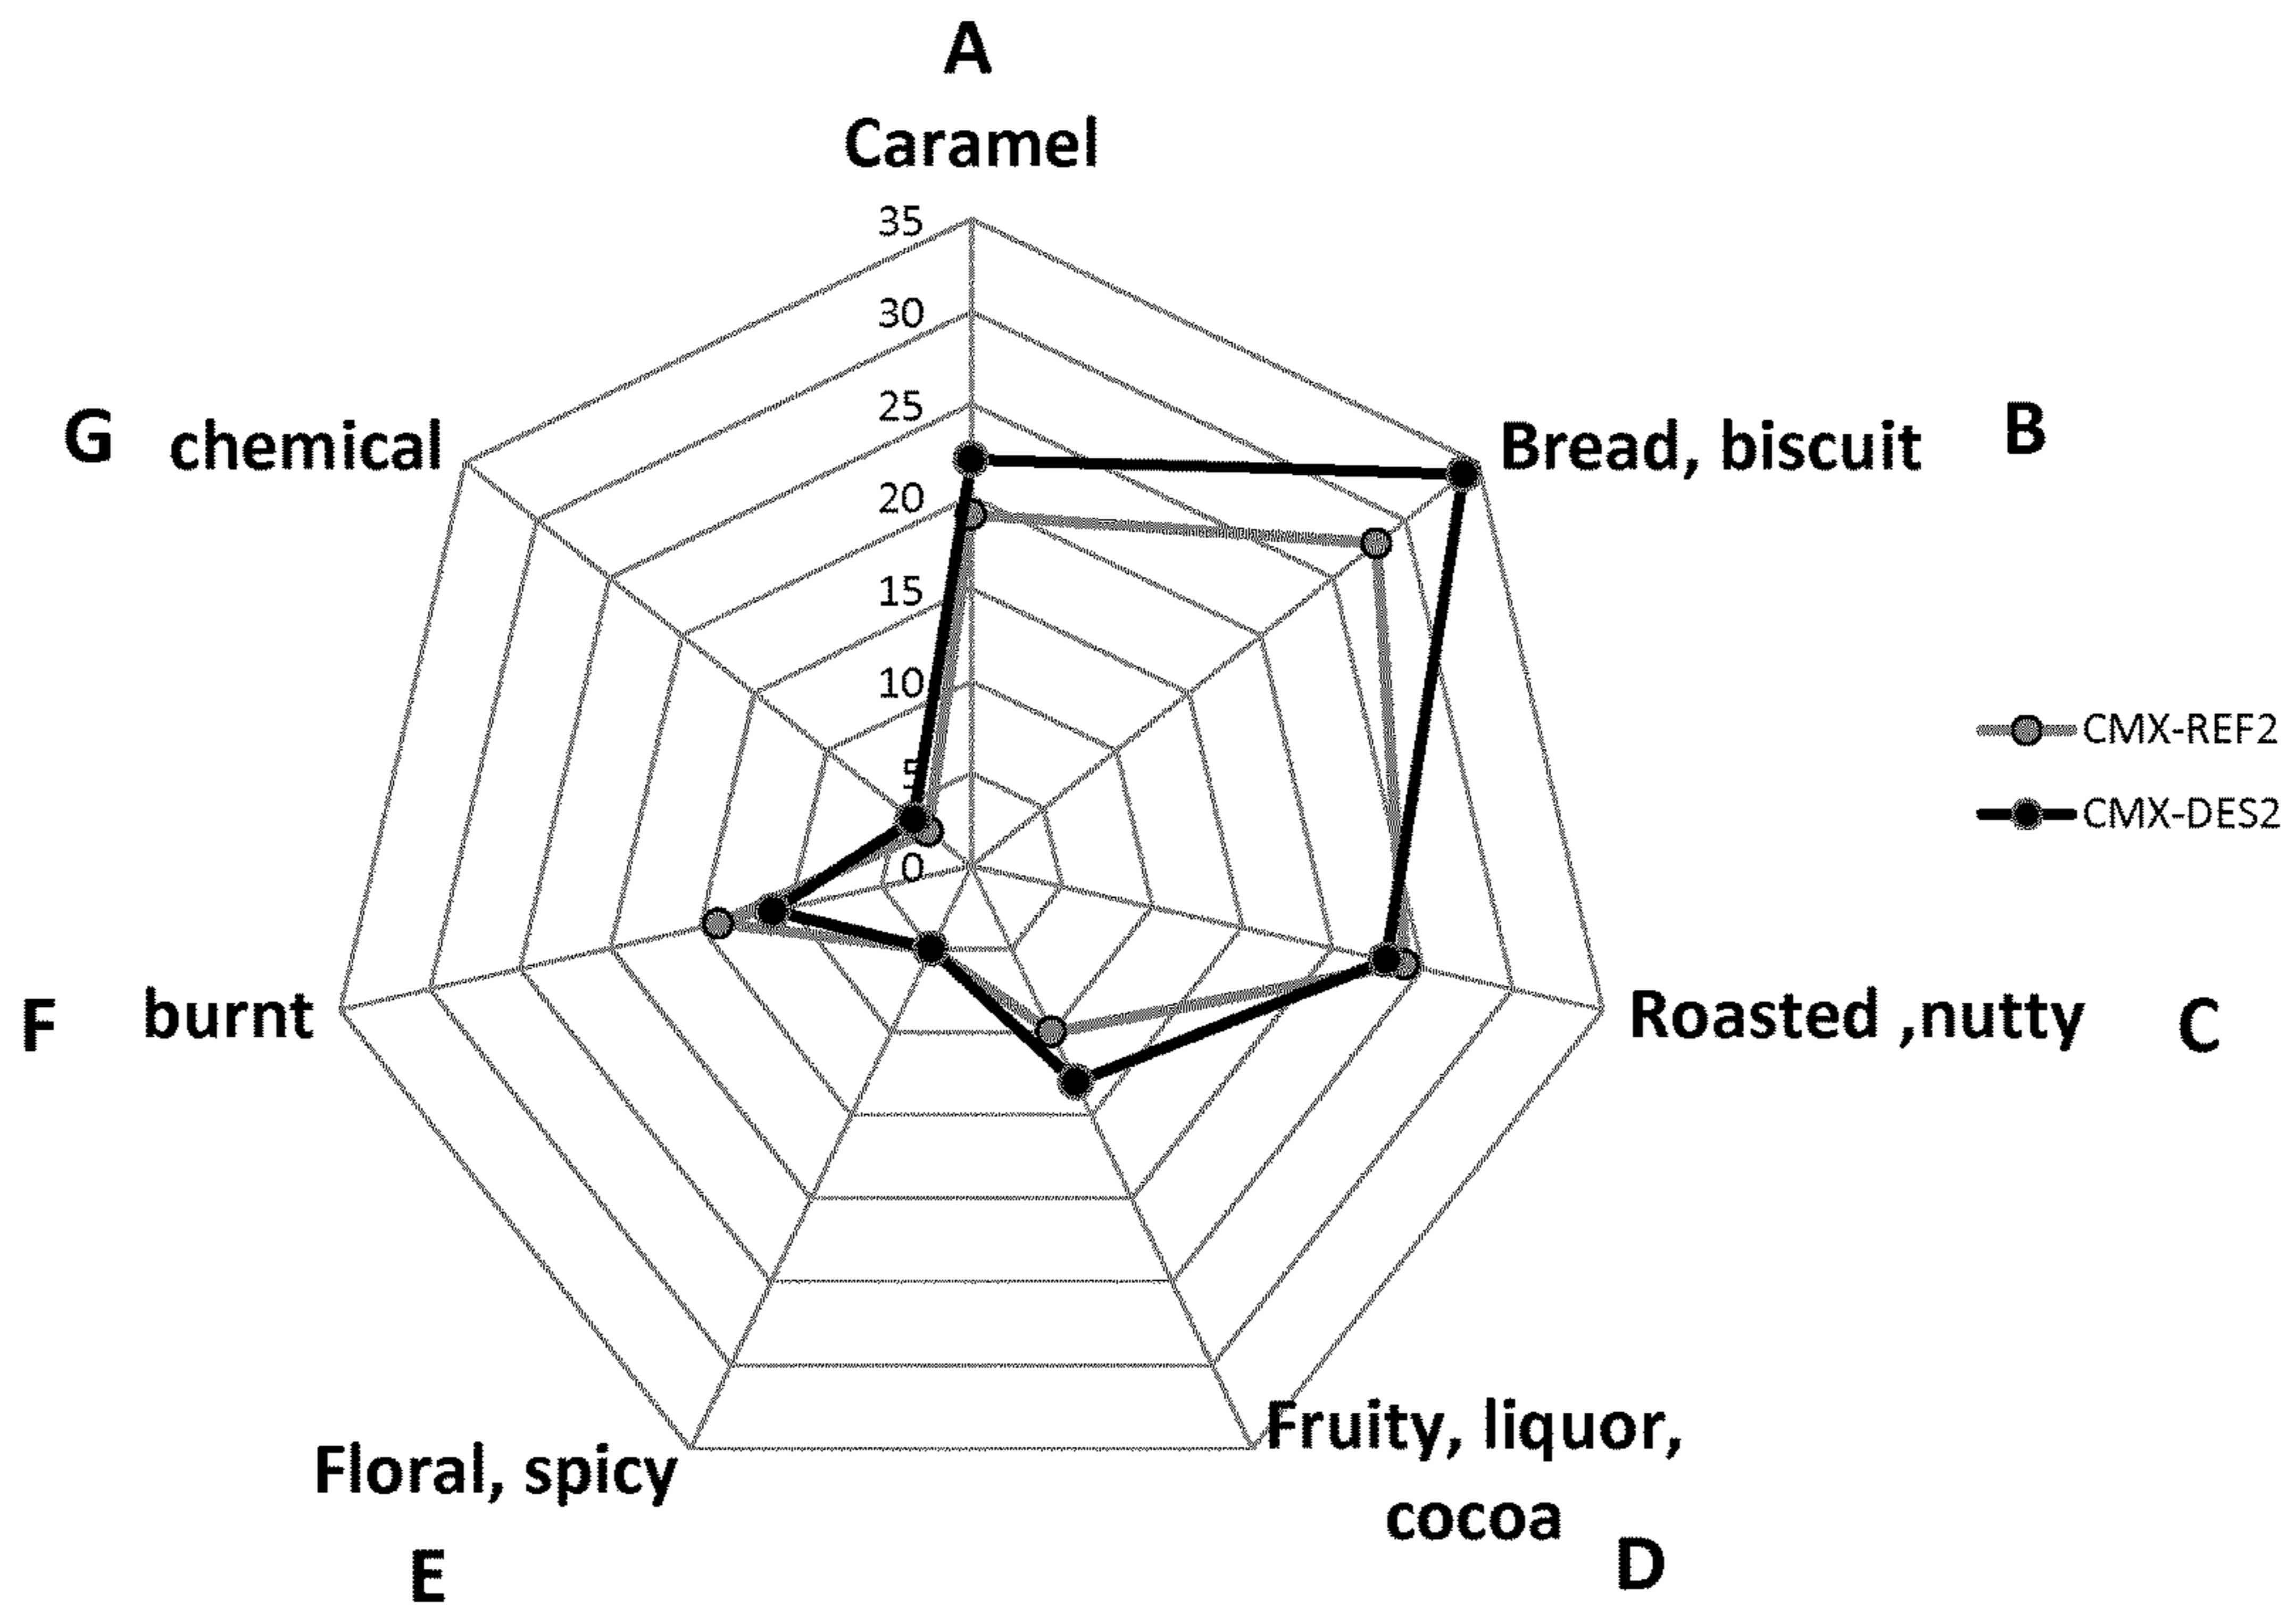 A
Caramel
35
30
25
20
15
10
5
0
G chemical
Bread, biscuit B
CMX-REF2
CMX-DES2
F burnt
Roasted ,nutty C
Floral, spicy
E
Fruity, liquor,
cocoa
D